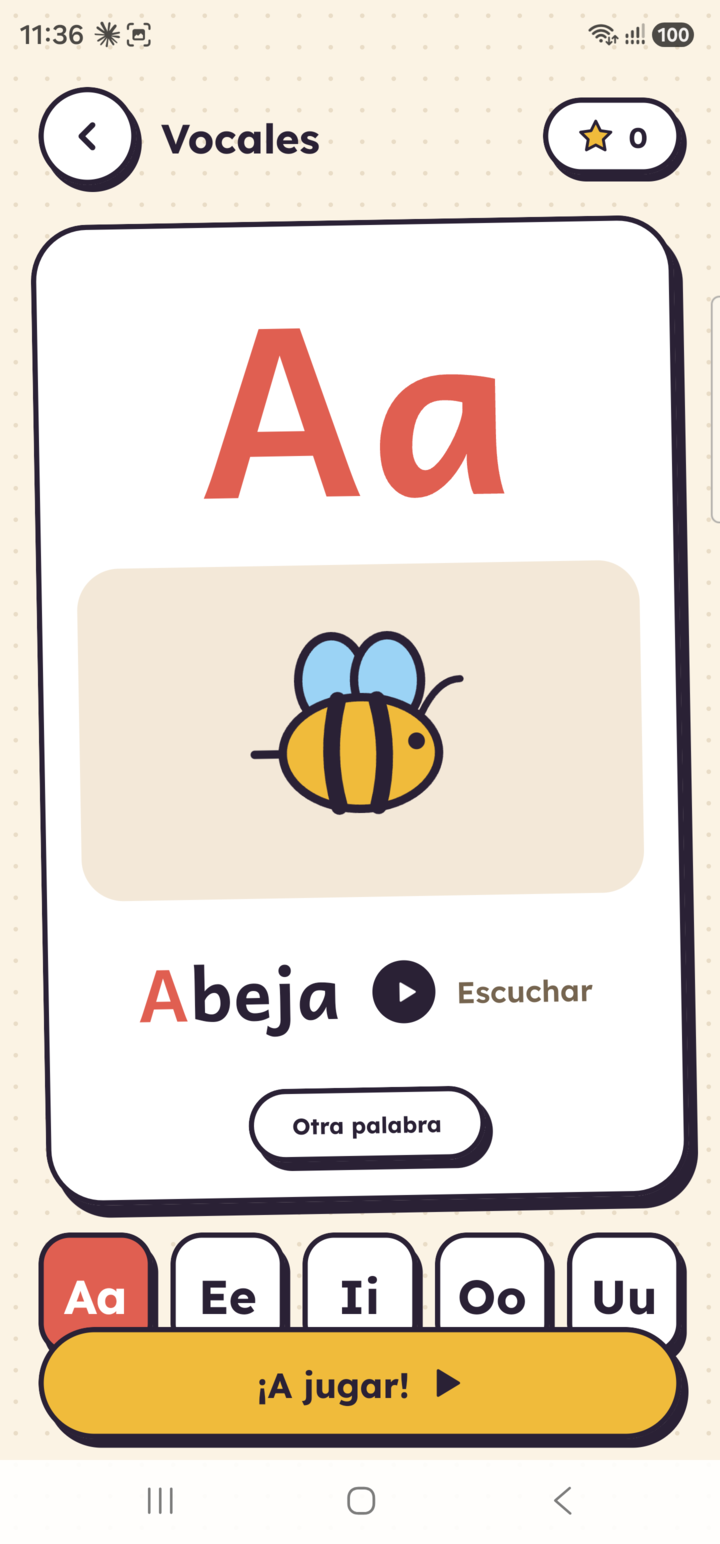 11:36
100
Vocales
0
Aa
Abeja
Escuchar
Otra palabra
Aa Ee Ii Oo Uu
¡A jugar!